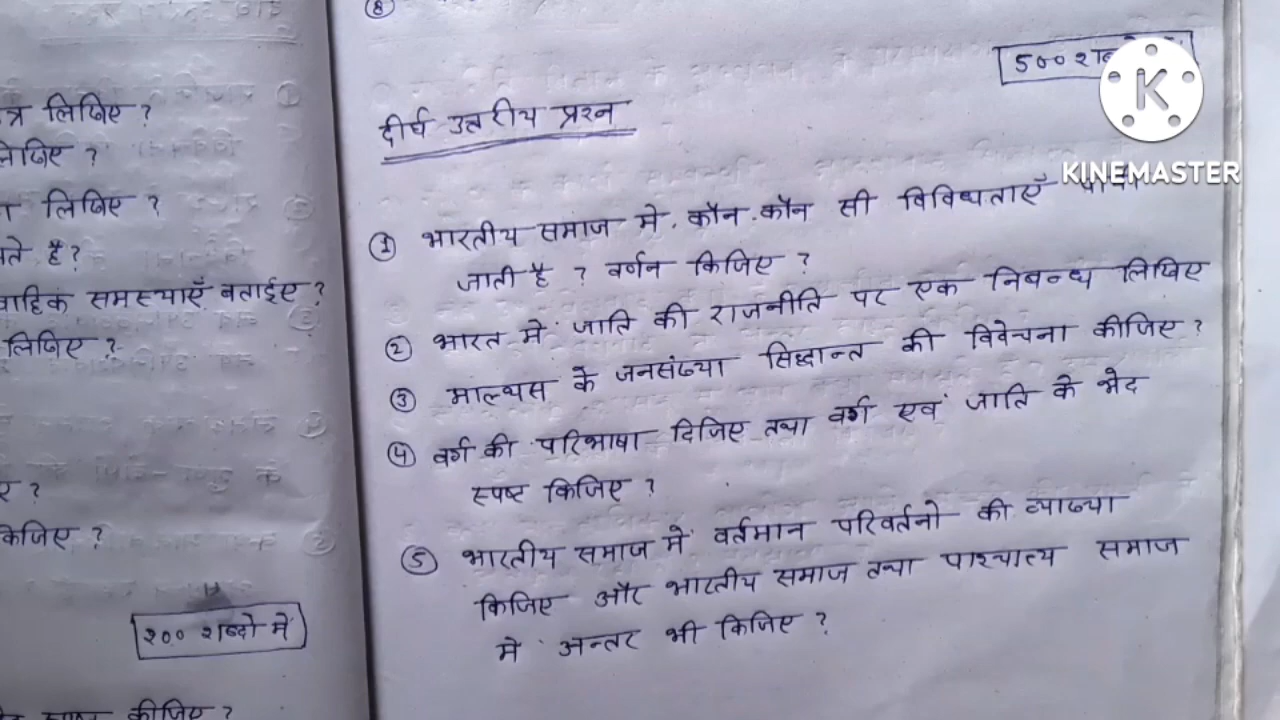 त्र लिखिए ?
लिखिए ?
लिखिए ?
ते है ?
वाहिक समस्याएँ बताईए ?
लिखिए ?
ए ?
किजिए ?
२०० शब्दो में
कीजिए ?
8
५००
दीर्घ उत्तरीय प्रश्न
① भारतीय समाज मे कौन-कौन सी विविधताएँ
जाती है ? वर्णन किजिए ?
② भारत मे जाति की राजनीति पर एक निबन्ध लिखिए
③ माल्थस के जनसंख्या सिद्धान्त की विवेचना कीजिए ?
④ वर्ग की परिभाषा दिजिए तथा वर्ग एवं जाति के भेद
स्पष्ट किजिए ?
⑤ भारतीय समाज में वर्तमान परिवर्तनो की व्याख्या
किजिए और भारतीय समाज तथा पाश्चात्य समाज
मे अन्तर भी किजिए ?
K
KINEMASTER